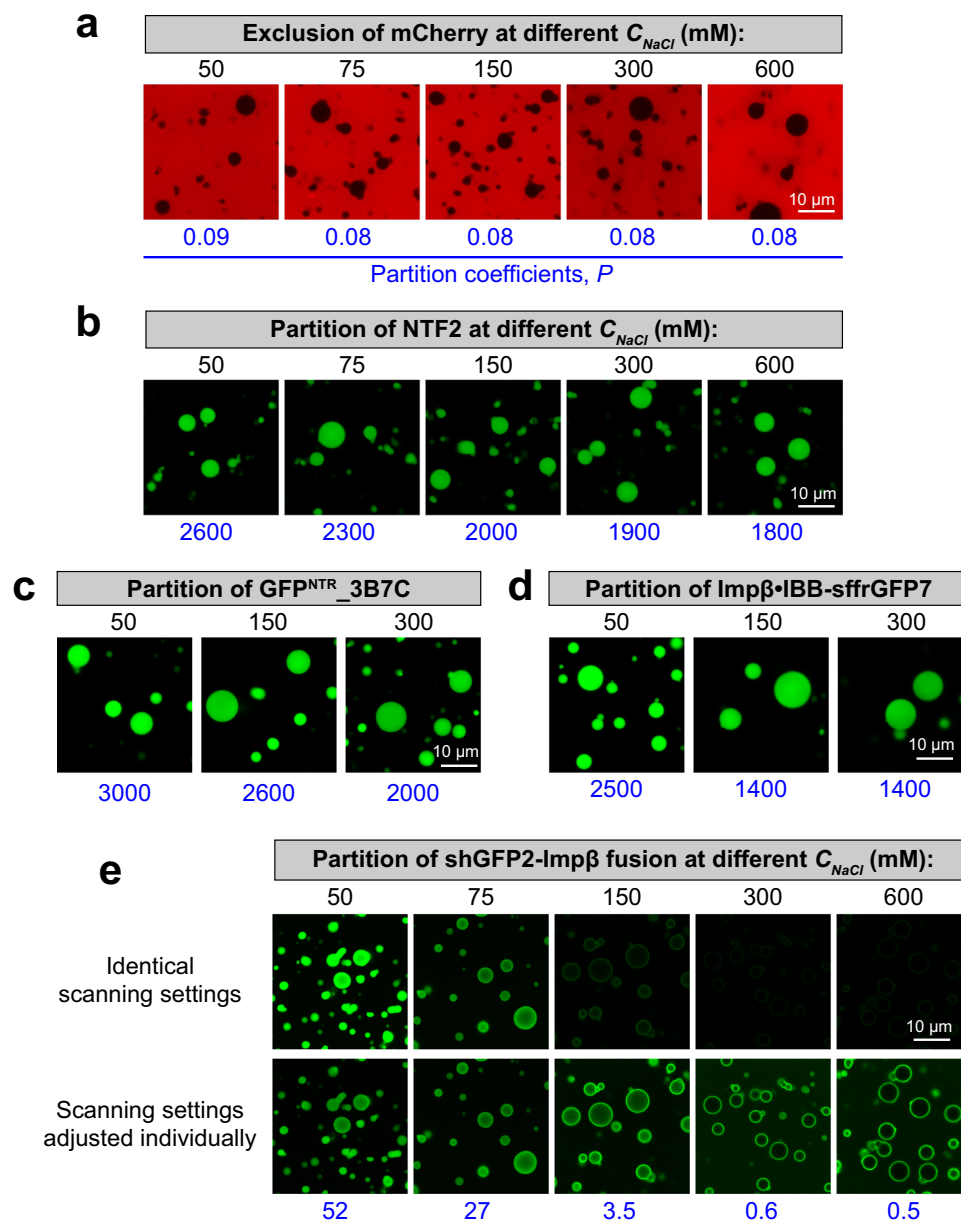 a
Exclusion of mCherry at different C_NaCl (mM):
50 75 150 300 600
10 µm
0.09 0.08 0.08 0.08 0.08
Partition coefficients, P
b
Partition of NTF2 at different C_NaCl (mM):
50 75 150 300 600
10 µm
2600 2300 2000 1900 1800
c
Partition of GFP^NTR_3B7C
50 150 300
10 µm
3000 2600 2000
d
Partition of Impβ•IBB-sffrGFP7
50 150 300
10 µm
2500 1400 1400
e
Partition of shGFP2-Impβ fusion at different C_NaCl (mM):
50 75 150 300 600
Identical
scanning settings
10 µm
Scanning settings
adjusted individually
52 27 3.5 0.6 0.5